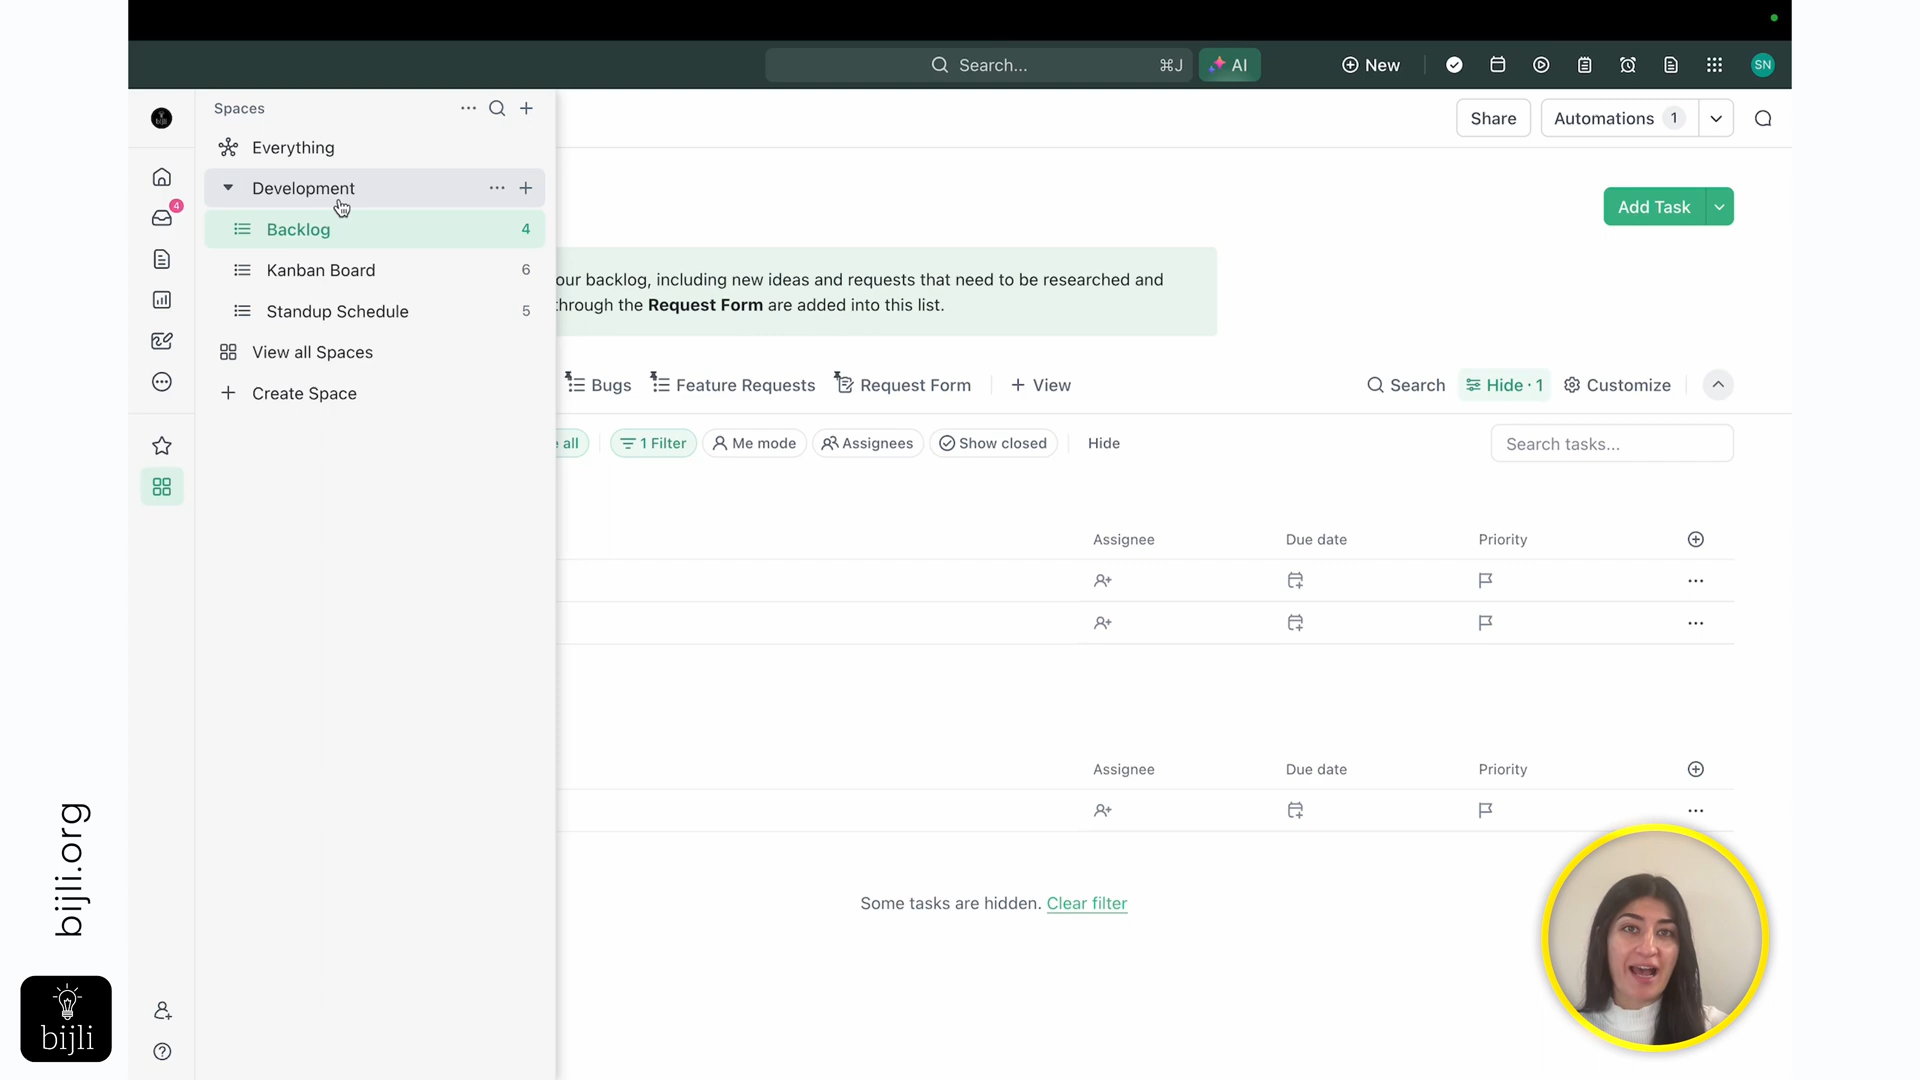 Search...
⌘J
AI
New
SN
Spaces
Everything
Development
Backlog 4
Kanban Board 6
Standup Schedule 5
View all Spaces
Create Space
4
Share
Automations 1
Add Task
our backlog, including new ideas and requests that need to be researched and
through the Request Form are added into this list.
Bugs
Feature Requests
Request Form
+ View
Search
Hide · 1
Customize
all
1 Filter
Me mode
Assignees
Show closed
Hide
Search tasks...
Assignee Due date Priority
Assignee Due date Priority
Some tasks are hidden. Clear filter
bijli.org
bijli